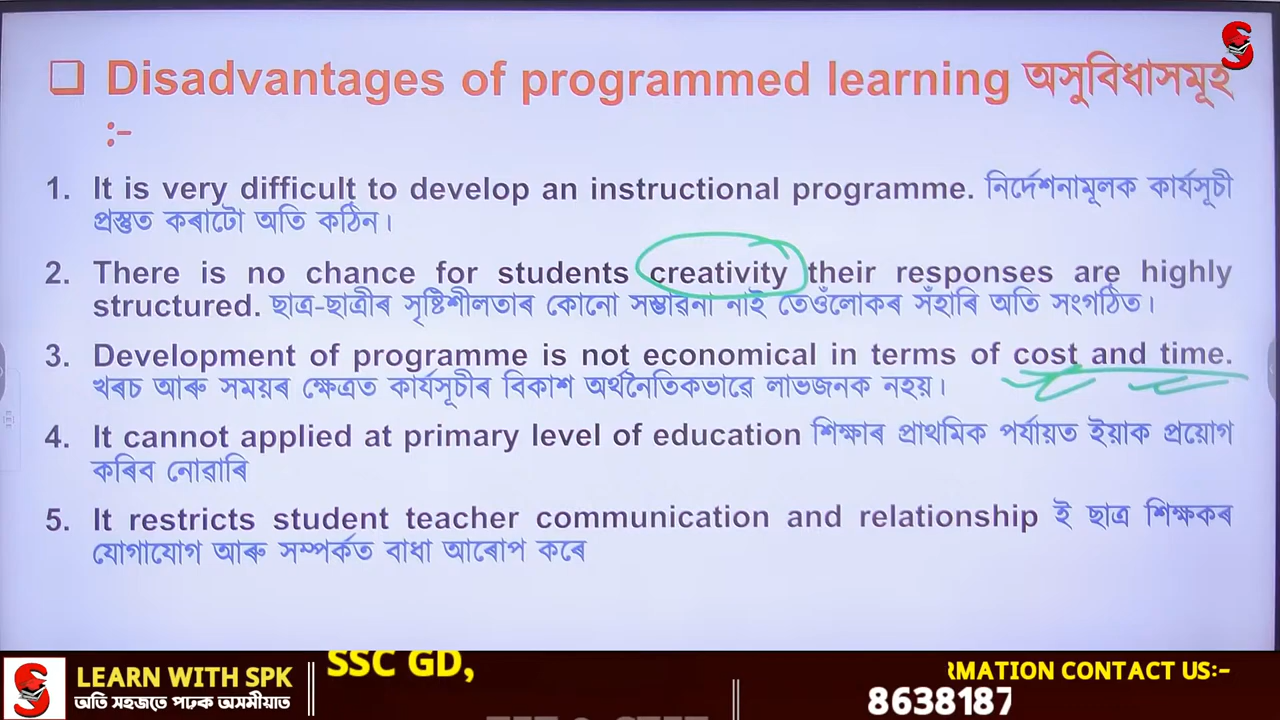 ❑ Disadvantages of programmed learning অসুবিধাসমূহ
:-
1. It is very difficult to develop an instructional programme. নিৰ্দেশনামূলক কাৰ্যসূচী
প্ৰস্তুত কৰাটো অতি কঠিন।
2. There is no chance for students creativity their responses are highly
structured. ছাত্ৰ-ছাত্ৰীৰ সৃষ্টিশীলতাৰ কোনো সম্ভাৱনা নাই তেওঁলোকৰ সঁহাৰি অতি সংগঠিত।
3. Development of programme is not economical in terms of cost and time.
খৰচ আৰু সময়ৰ ক্ষেত্ৰত কাৰ্যসূচীৰ বিকাশ অৰ্থনৈতিকভাৱে লাভজনক নহয়।
4. It cannot applied at primary level of education শিক্ষাৰ প্ৰাথমিক পৰ্যায়ত ইয়াক প্ৰয়োগ
কৰিব নোৱাৰি
5. It restricts student teacher communication and relationship ই ছাত্ৰ শিক্ষকৰ
যোগাযোগ আৰু সম্পৰ্কত বাধা আৰোপ কৰে
LEARN WITH SPK
অতি সহজতে পঢ়ক অসমীয়াত
SSC GD,
RMATION CONTACT US:-
8638187